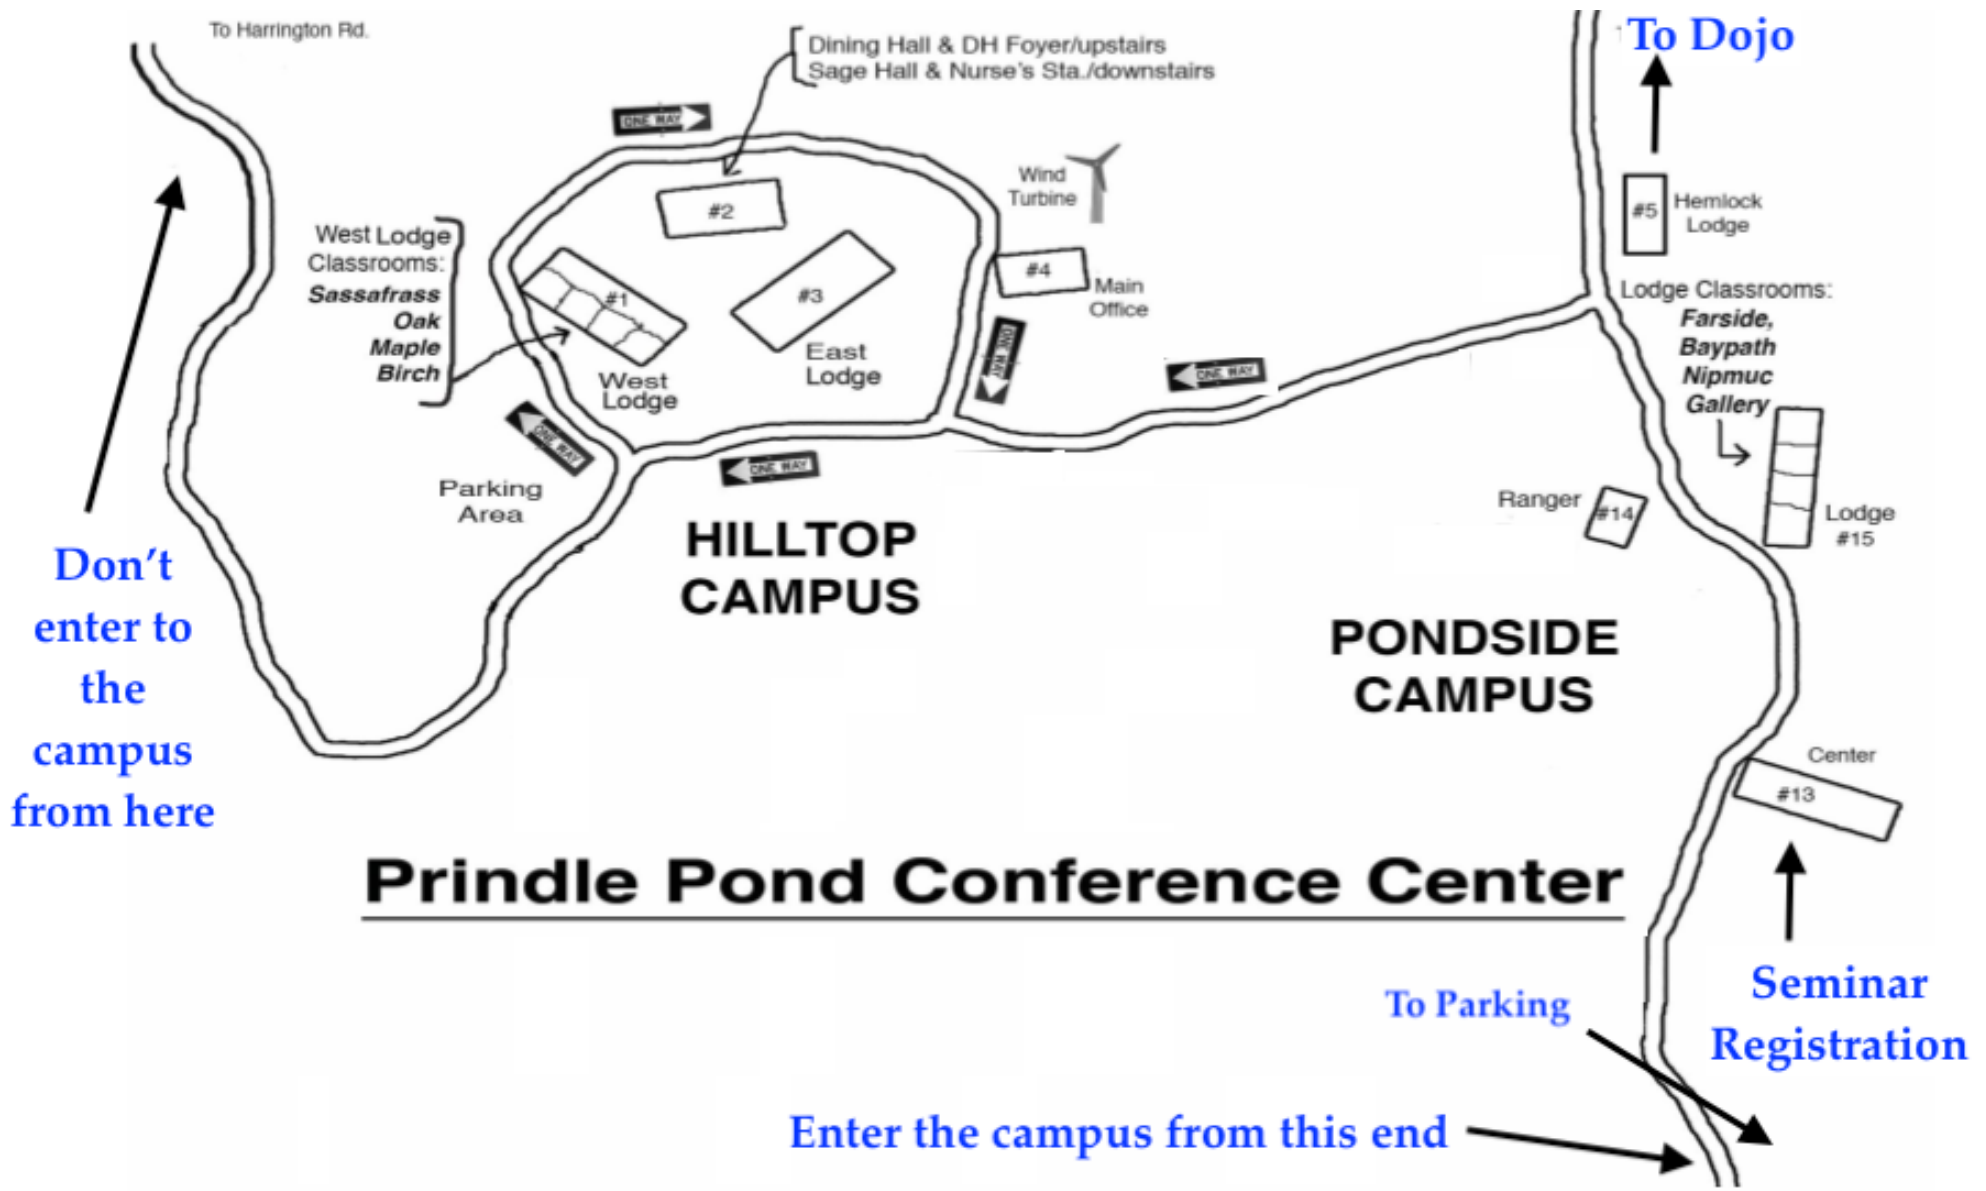 To Harrington Rd.
Dining Hall & DH Foyer/upstairs
Sage Hall & Nurse's Sta./downstairs
To Dojo
ONE WAY
Wind
Turbine
#2
#5
Hemlock
Lodge
West Lodge
Classrooms:
Sassafrass
Oak
Maple
Birch
#1
#3
#4
Main
Office
Lodge Classrooms:
Farside,
Baypath
Nipmuc
Gallery
East
Lodge
West
Lodge
ONE WAY
ONE WAY
ONE WAY
ONE WAY
Parking
Area
Ranger
#14
Lodge
#15
HILLTOP
CAMPUS
PONDSIDE
CAMPUS
Don't
enter to
the
campus
from here
Center
#13
Prindle Pond Conference Center
To Parking
Seminar
Registration
Enter the campus from this end